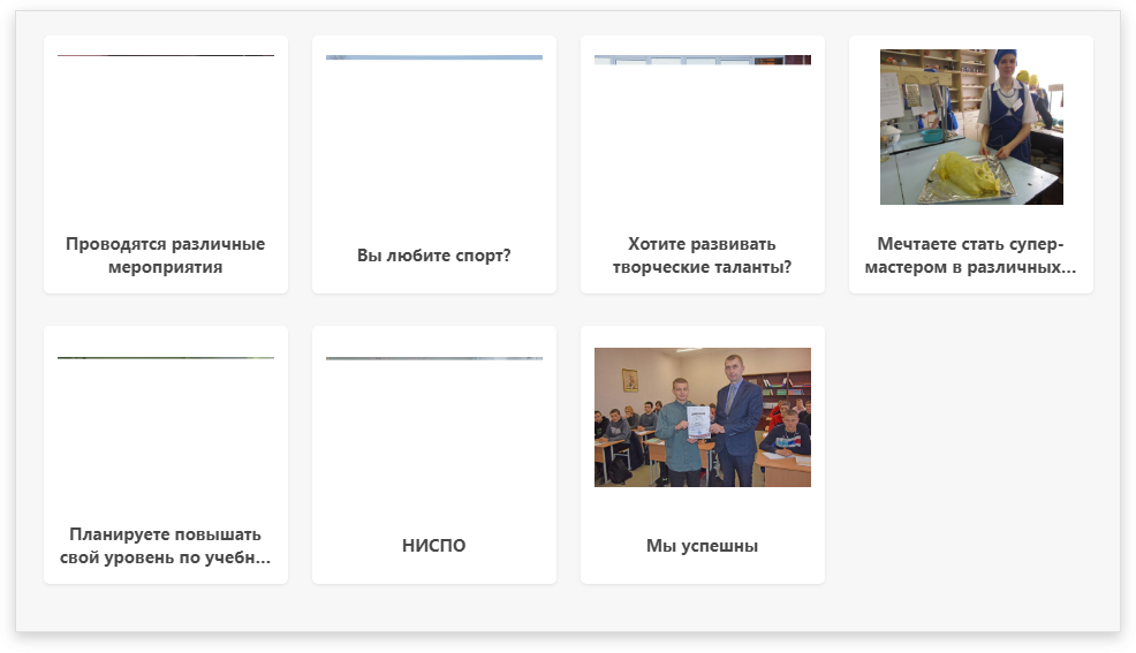 Проводятся различные
мероприятия
Вы любите спорт?
Хотите развивать
творческие таланты?
Мечтаете стать супер-
мастером в различных...
Планируете повышать
свой уровень по учебн...
НИСПО
Мы успешны